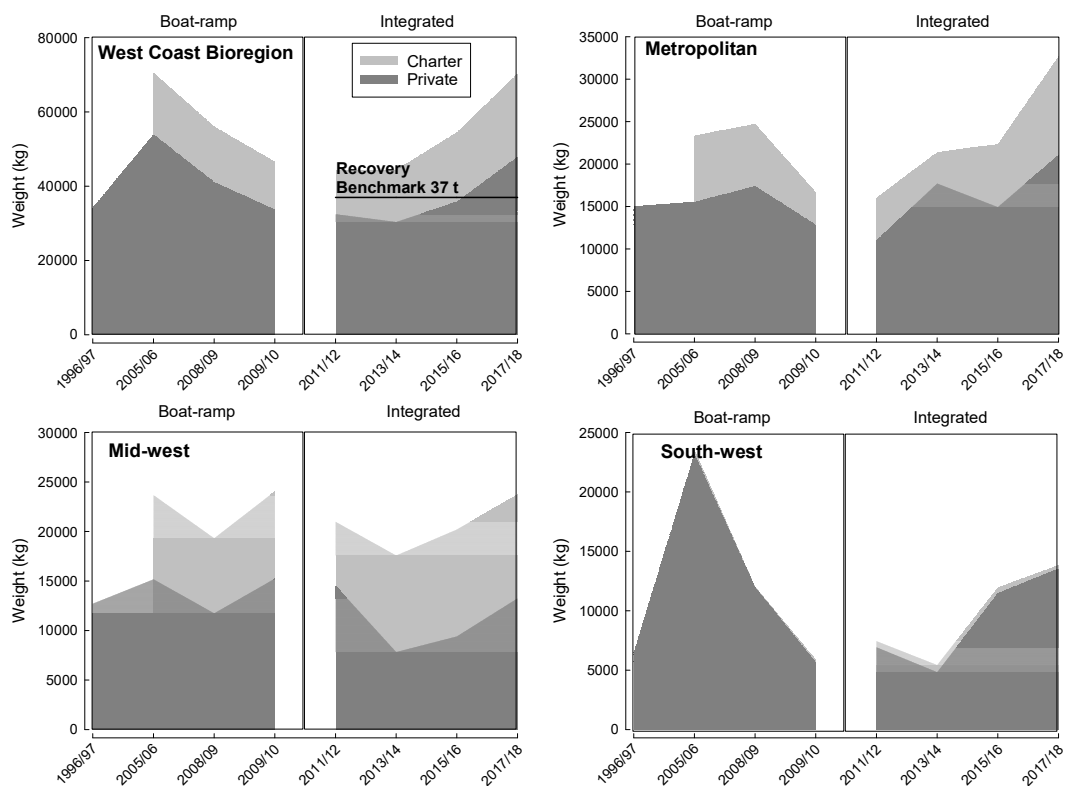 Boat-ramp
Integrated
West Coast Bioregion
Charter
Private
Recovery
Benchmark 37 t
Weight (kg)
80000
60000
40000
20000
0
1996/97
2005/06
2008/09
2009/10
2011/12
2013/14
2015/16
2017/18
Boat-ramp
Integrated
Metropolitan
Weight (kg)
35000
30000
25000
20000
15000
10000
5000
0
1996/97
2005/06
2008/09
2009/10
2011/12
2013/14
2015/16
2017/18
Boat-ramp
Integrated
Mid-west
Weight (kg)
30000
25000
20000
15000
10000
5000
0
1996/97
2005/06
2008/09
2009/10
2011/12
2013/14
2015/16
2017/18
Boat-ramp
Integrated
South-west
Weight (kg)
25000
20000
15000
10000
5000
0
1996/97
2005/06
2008/09
2009/10
2011/12
2013/14
2015/16
2017/18